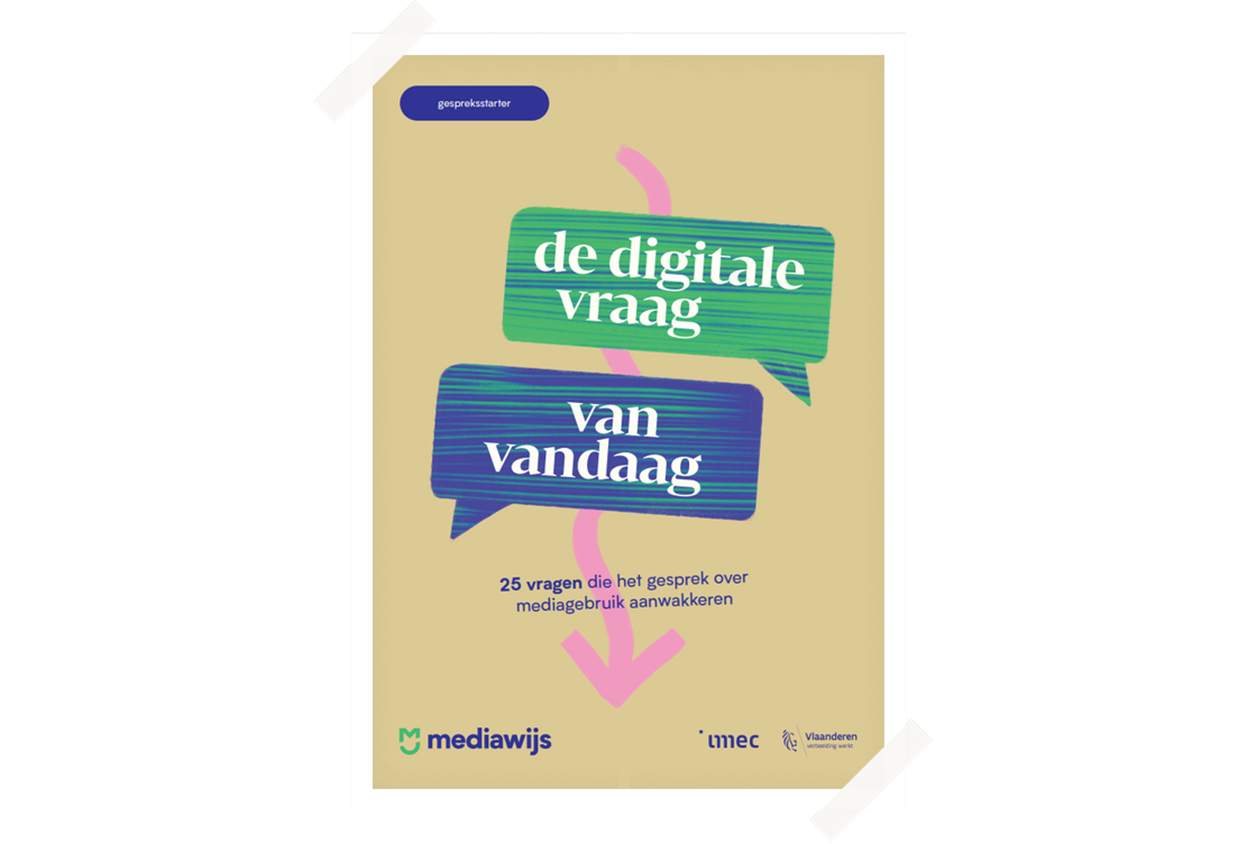 gespreksstarter
de digitale
vraag
van
vandaag
25 vragen die het gesprek over
mediagebruik aanwakkeren
mediawijs
imec
Vlaanderen
verbeelding werkt